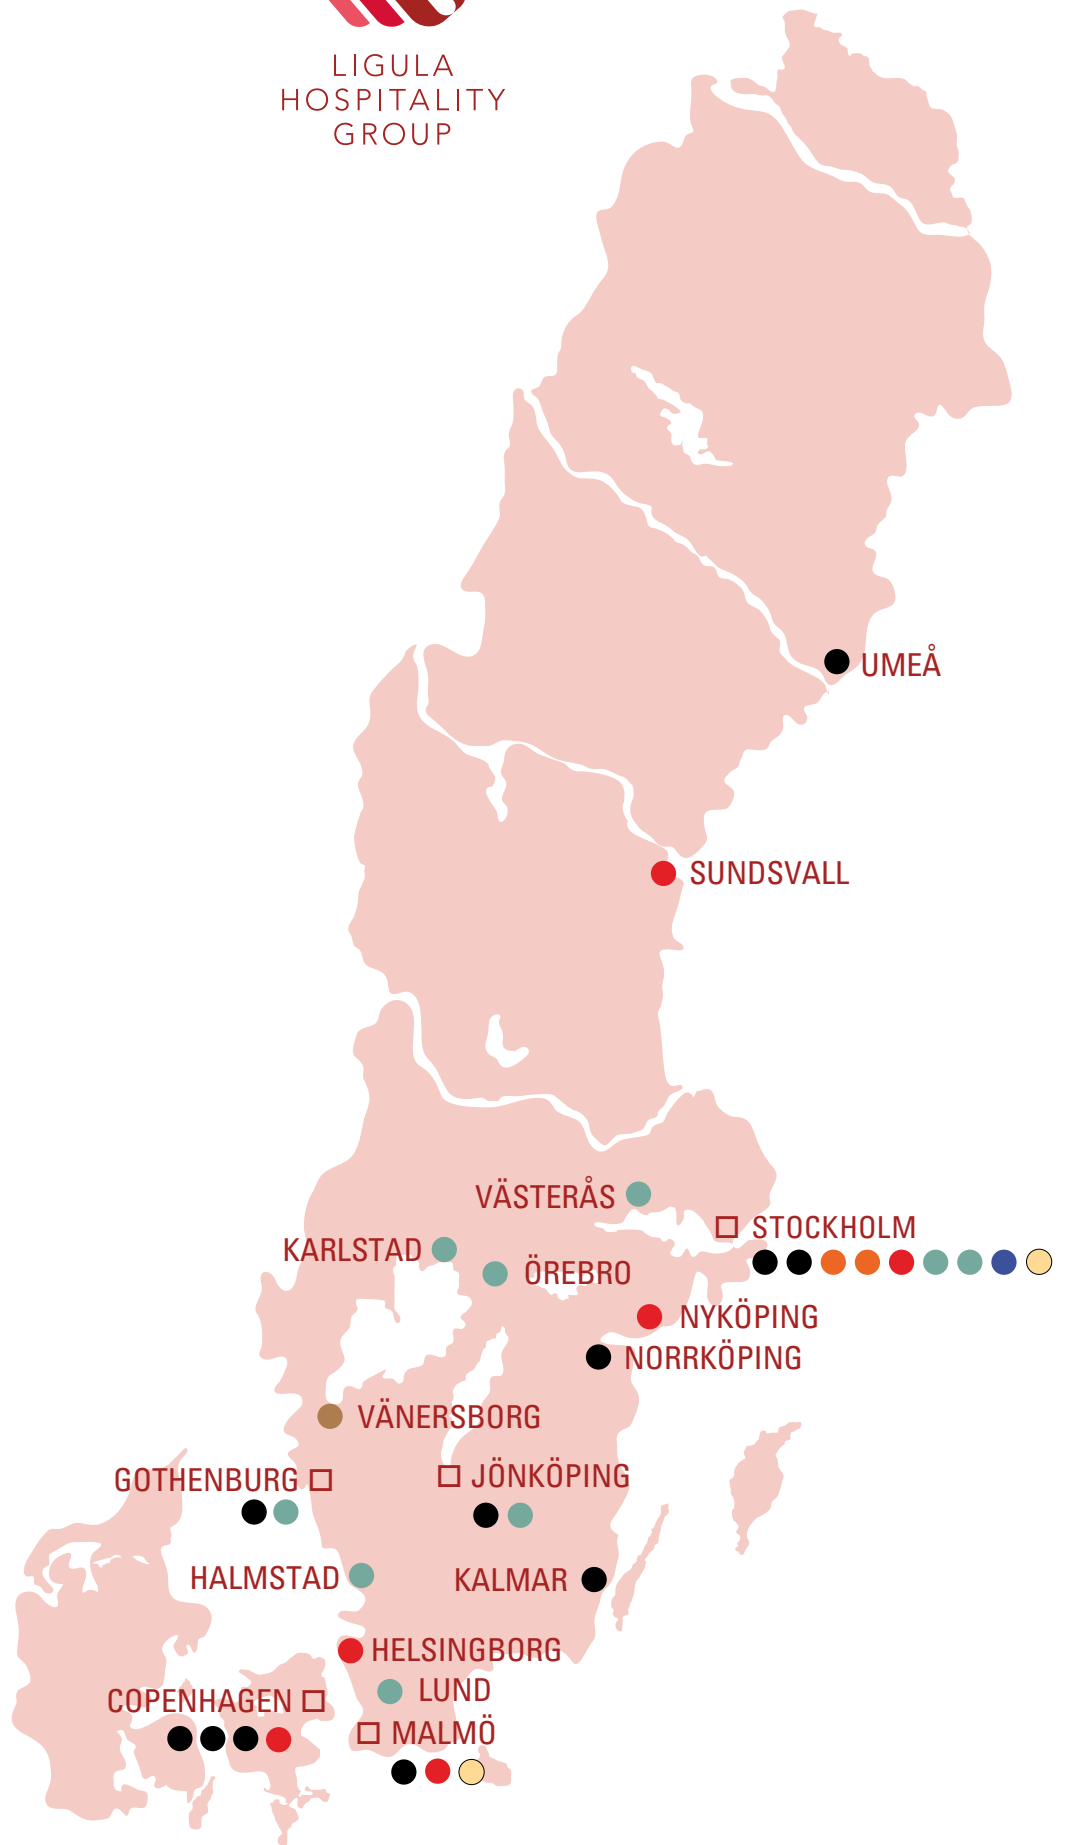 LIGULA
HOSPITALITY
GROUP
UMEÅ
SUNDSVALL
VÄSTERÅS
STOCKHOLM
KARLSTAD
ÖREBRO
NYKÖPING
NORRKÖPING
VÄNERSBORG
GOTHENBURG
JÖNKÖPING
HALMSTAD
KALMAR
HELSINGBORG
LUND
COPENHAGEN
MALMÖ